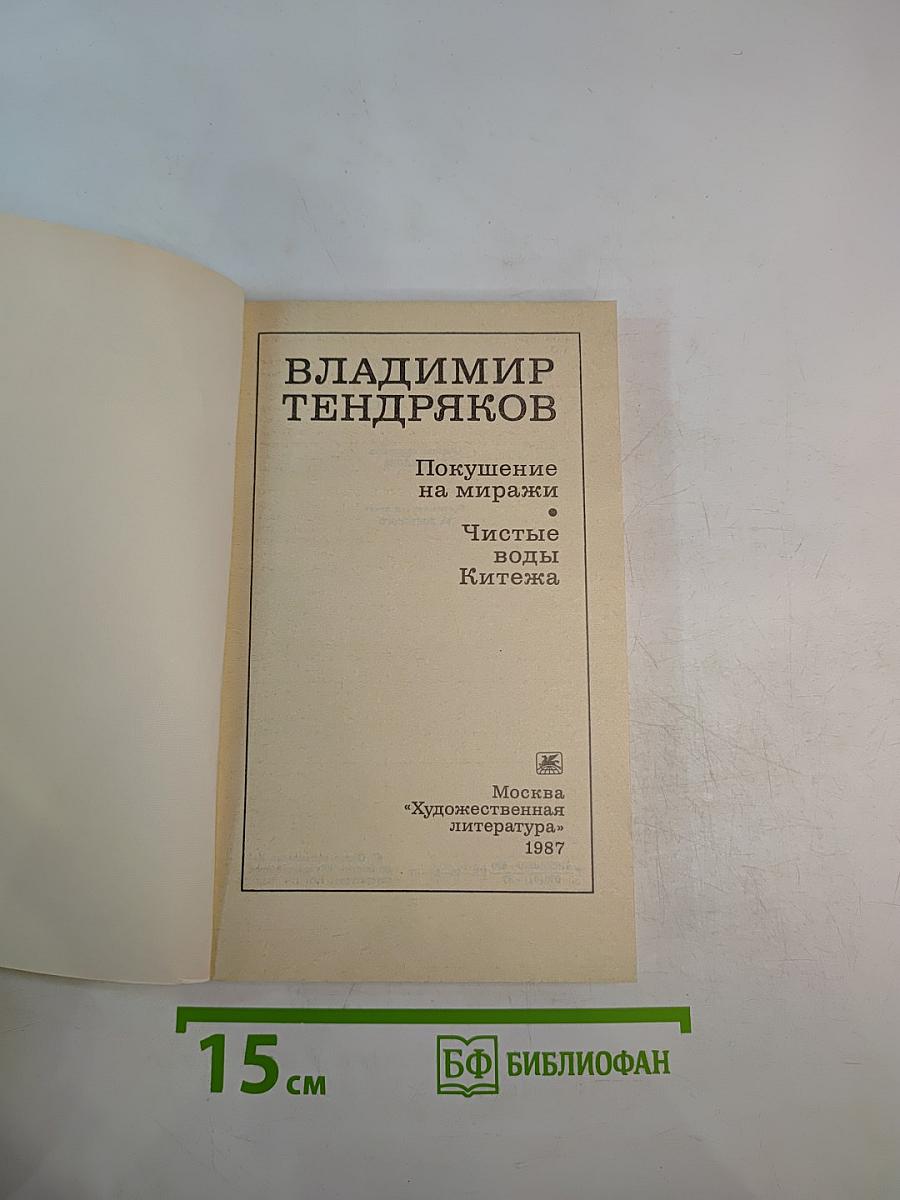 ВЛАДИМИР
ТЕНДРЯКОВ
Покушение
на миражи
•
Чистые
воды
Китежа
Москва
«Художественная
литература»
1987
15 см
БФ БИБЛИОФАН